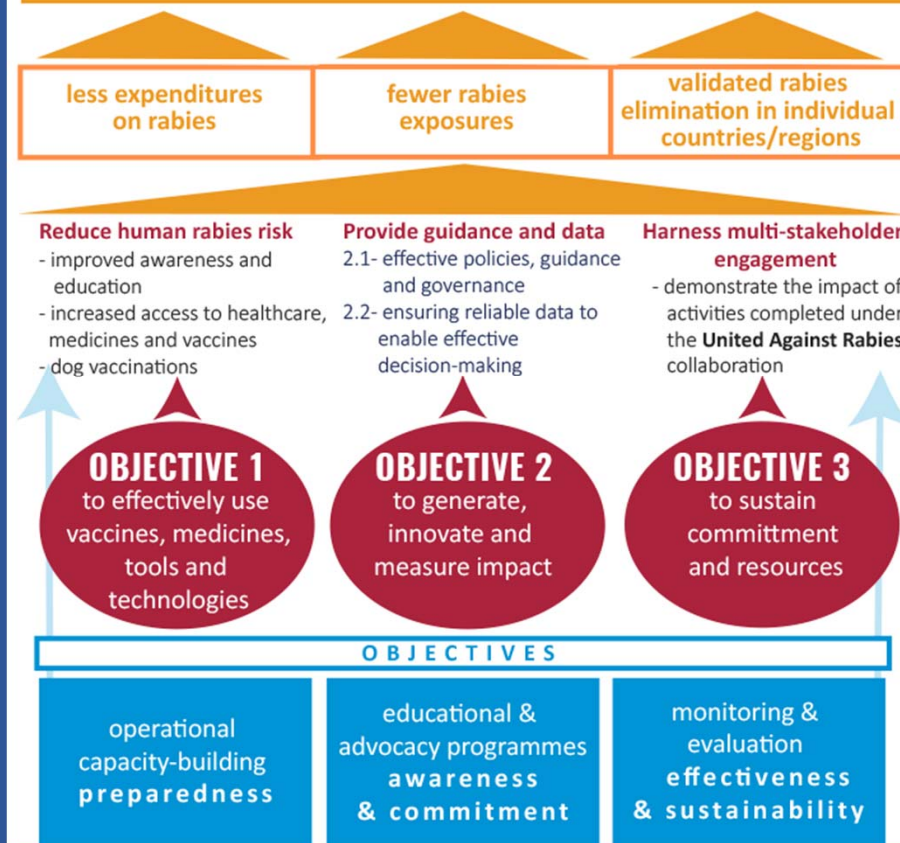 less expenditures
on rabies
fewer rabies
exposures
validated rabies
elimination in individual
countries/regions
Reduce human rabies risk
- improved awareness and
education
- increased access to healthcare,
medicines and vaccines
- dog vaccinations
Provide guidance and data
2.1- effective policies, guidance
and governance
2.2- ensuring reliable data to
enable effective
decision-making
Harness multi-stakeholder
engagement
- demonstrate the impact of
activities completed under
the United Against Rabies
collaboration
OBJECTIVE 1
to effectively use
vaccines, medicines,
tools and
technologies
OBJECTIVE 2
to generate,
innovate and
measure impact
OBJECTIVE 3
to sustain
committment
and resources
OBJECTIVES
operational
capacity-building
preparedness
educational &
advocacy programmes
awareness
& commitment
monitoring &
evaluation
effectiveness
& sustainability